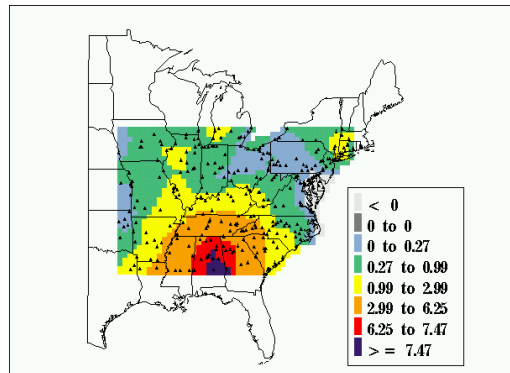 < 0
0 to 0
0 to 0.27
0.27 to 0.99
0.99 to 2.99
2.99 to 6.25
6.25 to 7.47
> = 7.47